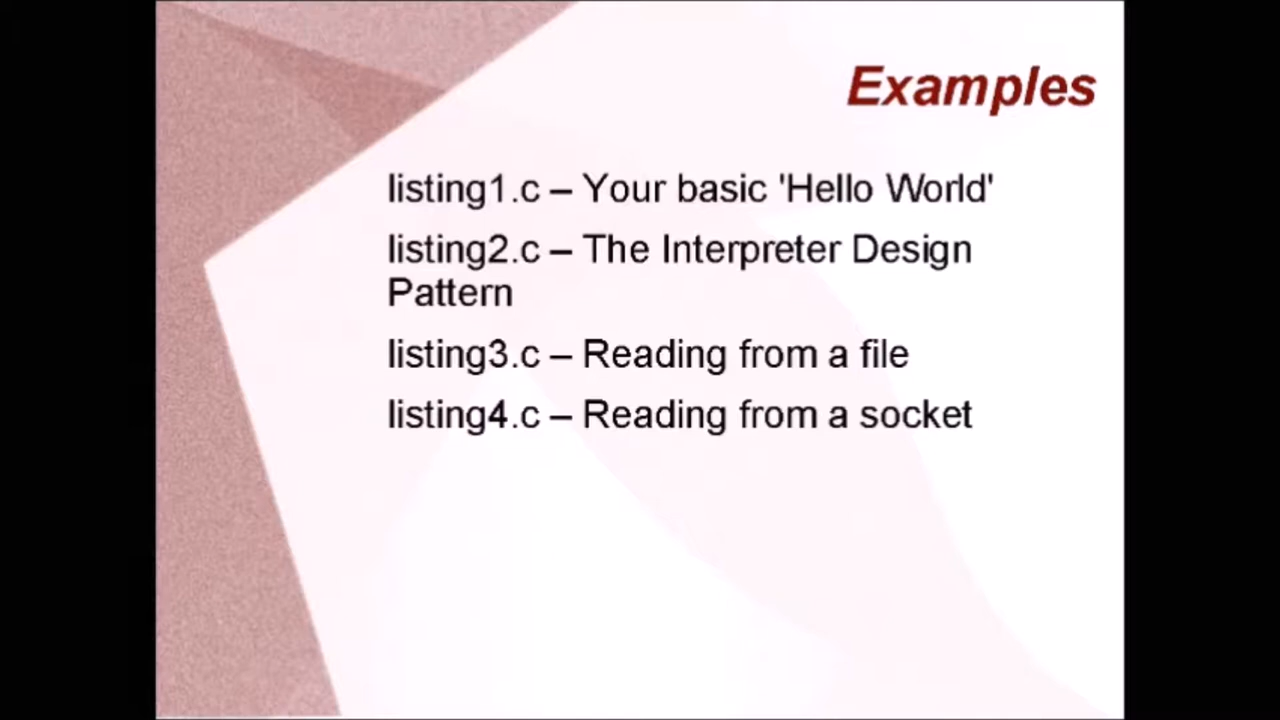 Examples
listing1.c – Your basic 'Hello World'
listing2.c – The Interpreter Design
Pattern
listing3.c – Reading from a file
listing4.c – Reading from a socket